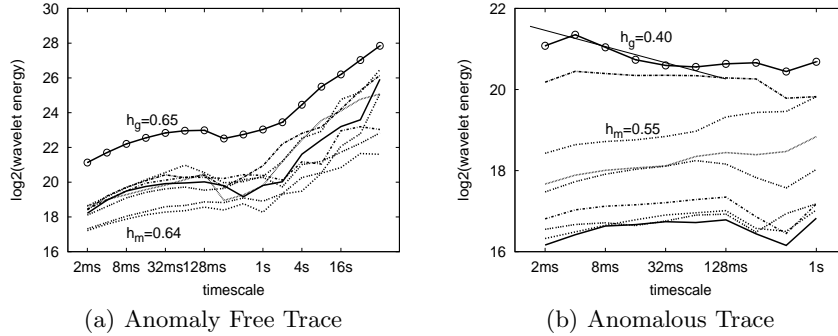 30
28
26
24
22
20
18
16
log2(wavelet energy)
h_g=0.65
h_m=0.64
2ms 8ms 32ms 128ms 1s 4s 16s
timescale
(a) Anomaly Free Trace
22
20
18
16
log2(wavelet energy)
h_g=0.40
h_m=0.55
2ms 8ms 32ms 128ms 1s
timescale
(b) Anomalous Trace